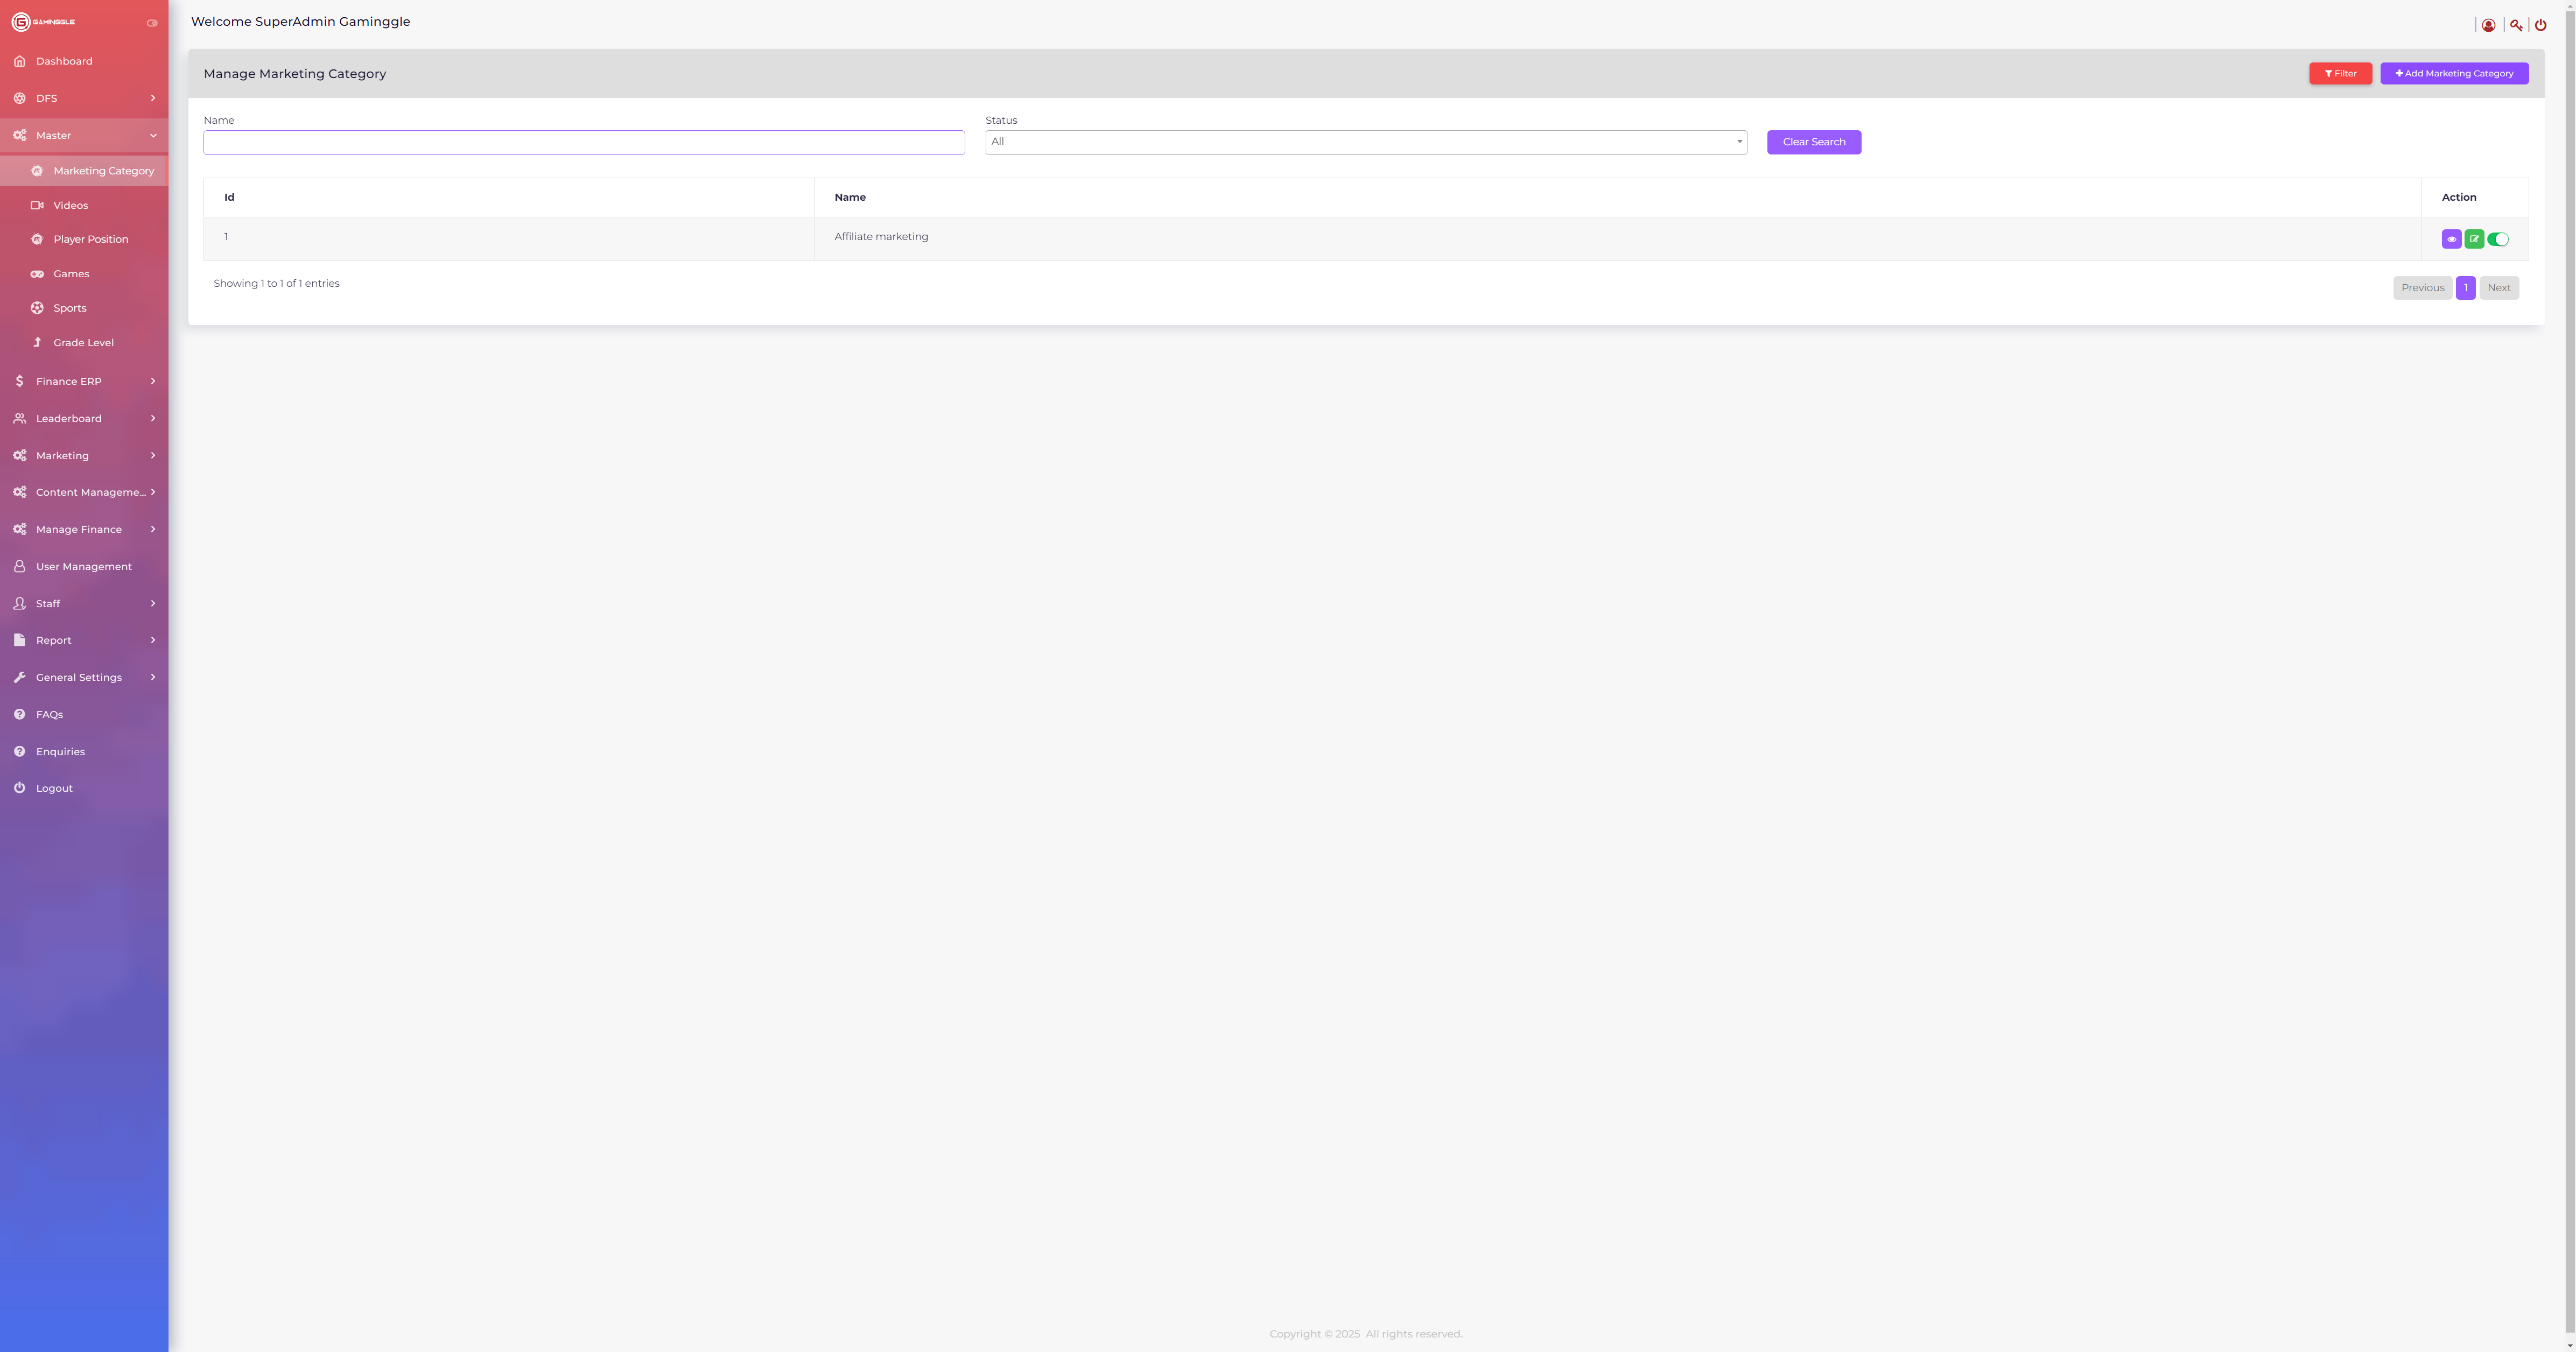 GAMINGGLE
Dashboard
DFS
Master
Marketing Category
Videos
Player Position
Games
Sports
Grade Level
Finance ERP
Leaderboard
Marketing
Content Manageme...
Manage Finance
User Management
Staff
Report
General Settings
FAQs
Enquiries
Logout
Welcome SuperAdmin Gaminggle
Manage Marketing Category
Filter
Add Marketing Category
Name
Status
All
Clear Search
Id Name Action
1 Affiliate marketing
Showing 1 to 1 of 1 entries
Previous 1 Next
Copyright © 2025 All rights reserved.